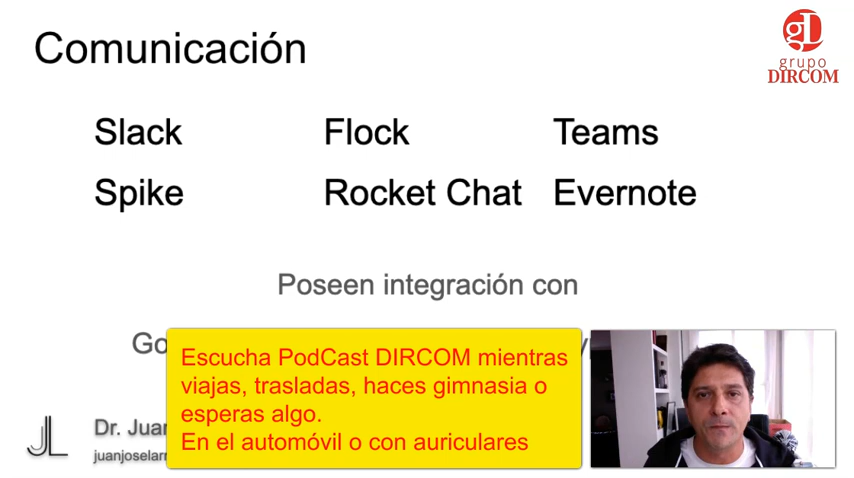 Comunicación
grupo
DIRCOM
Slack Flock Teams
Spike Rocket Chat Evernote
Poseen integración con
Escucha PodCast DIRCOM mientras
viajas, trasladas, haces gimnasia o
esperas algo.
En el automóvil o con auriculares
Dr.